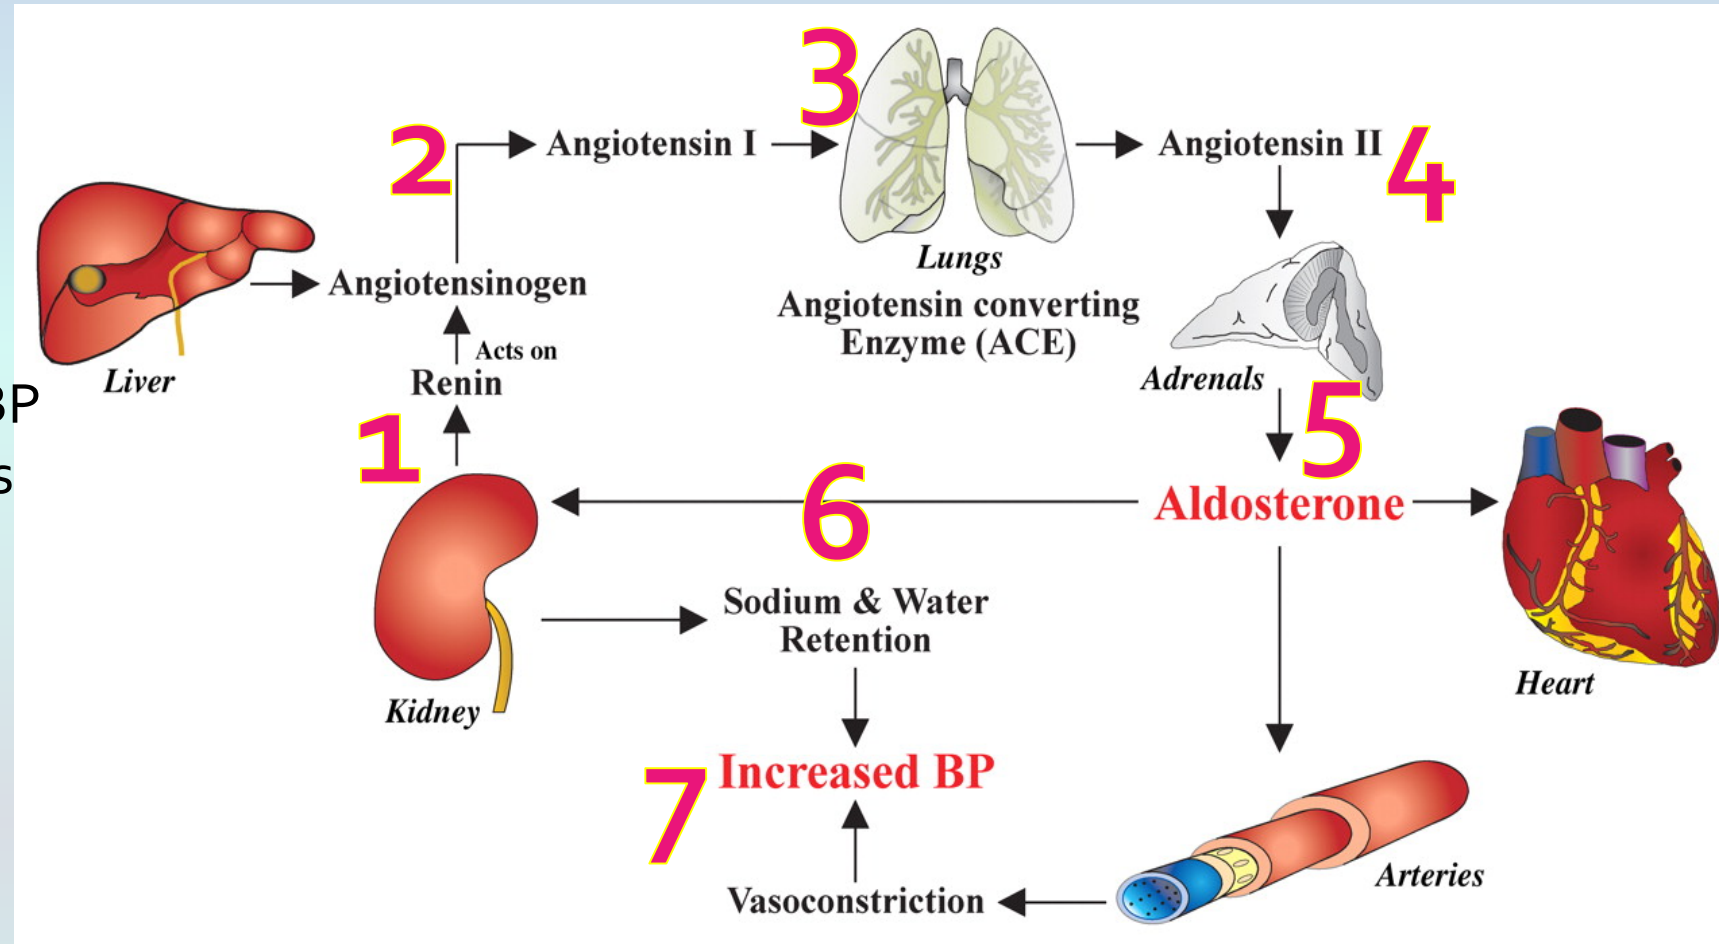 3
2
Angiotensin I
Angiotensin II
4
Lungs
Angiotensinogen
Angiotensin converting
Enzyme (ACE)
Acts on
Renin
Liver
Adrenals
BP
1
5
s
6
Aldosterone
Sodium & Water
Retention
Heart
Kidney
7
Increased BP
Arteries
Vasoconstriction